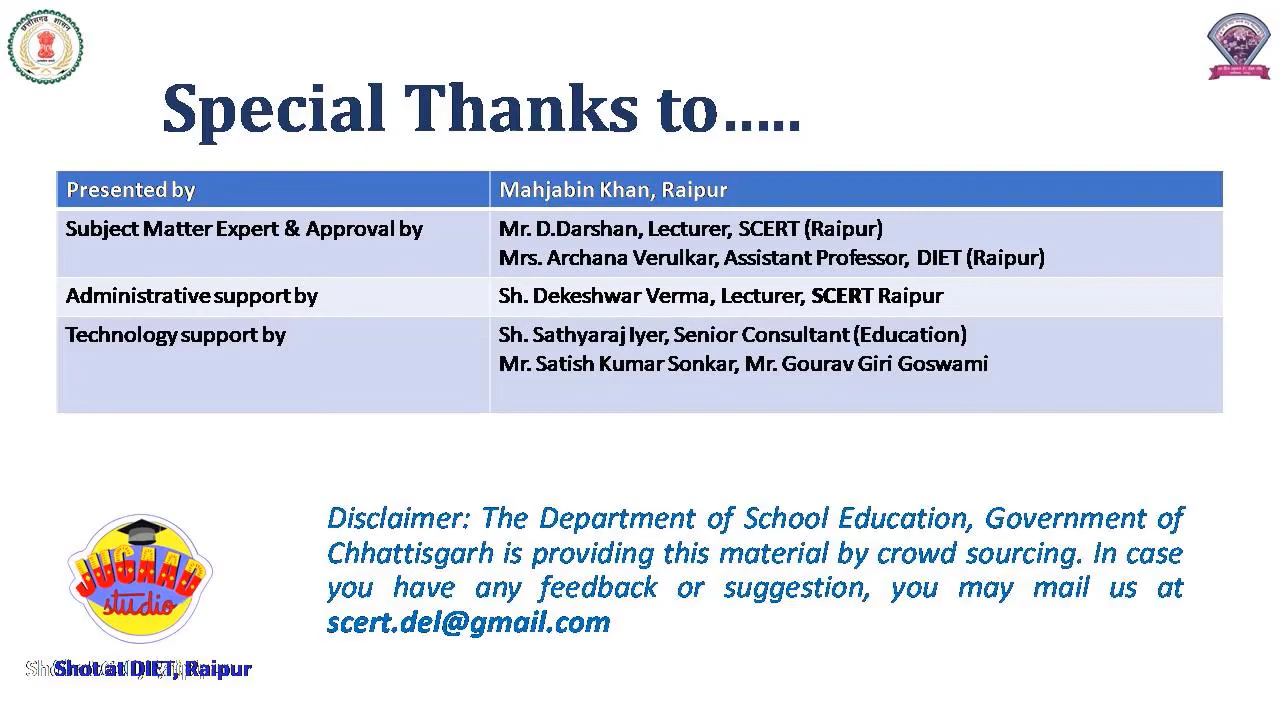 छत्तीसगढ़ शासन
Special Thanks to.....
Presented by
Mahjabin Khan, Raipur
Subject Matter Expert & Approval by
Mr. D.Darshan, Lecturer, SCERT (Raipur)
Mrs. Archana Verulkar, Assistant Professor, DIET (Raipur)
Administrative support by
Sh. Dekeshwar Verma, Lecturer, SCERT Raipur
Technology support by
Sh. Sathyaraj Iyer, Senior Consultant (Education)
Mr. Satish Kumar Sonkar, Mr. Gourav Giri Goswami
Disclaimer: The Department of School Education, Government of
Chhattisgarh is providing this material by crowd sourcing. In case
you have any feedback or suggestion, you may mail us at
scert.del@gmail.com
JUGAAD
studio
Shot at DIET, Raipur